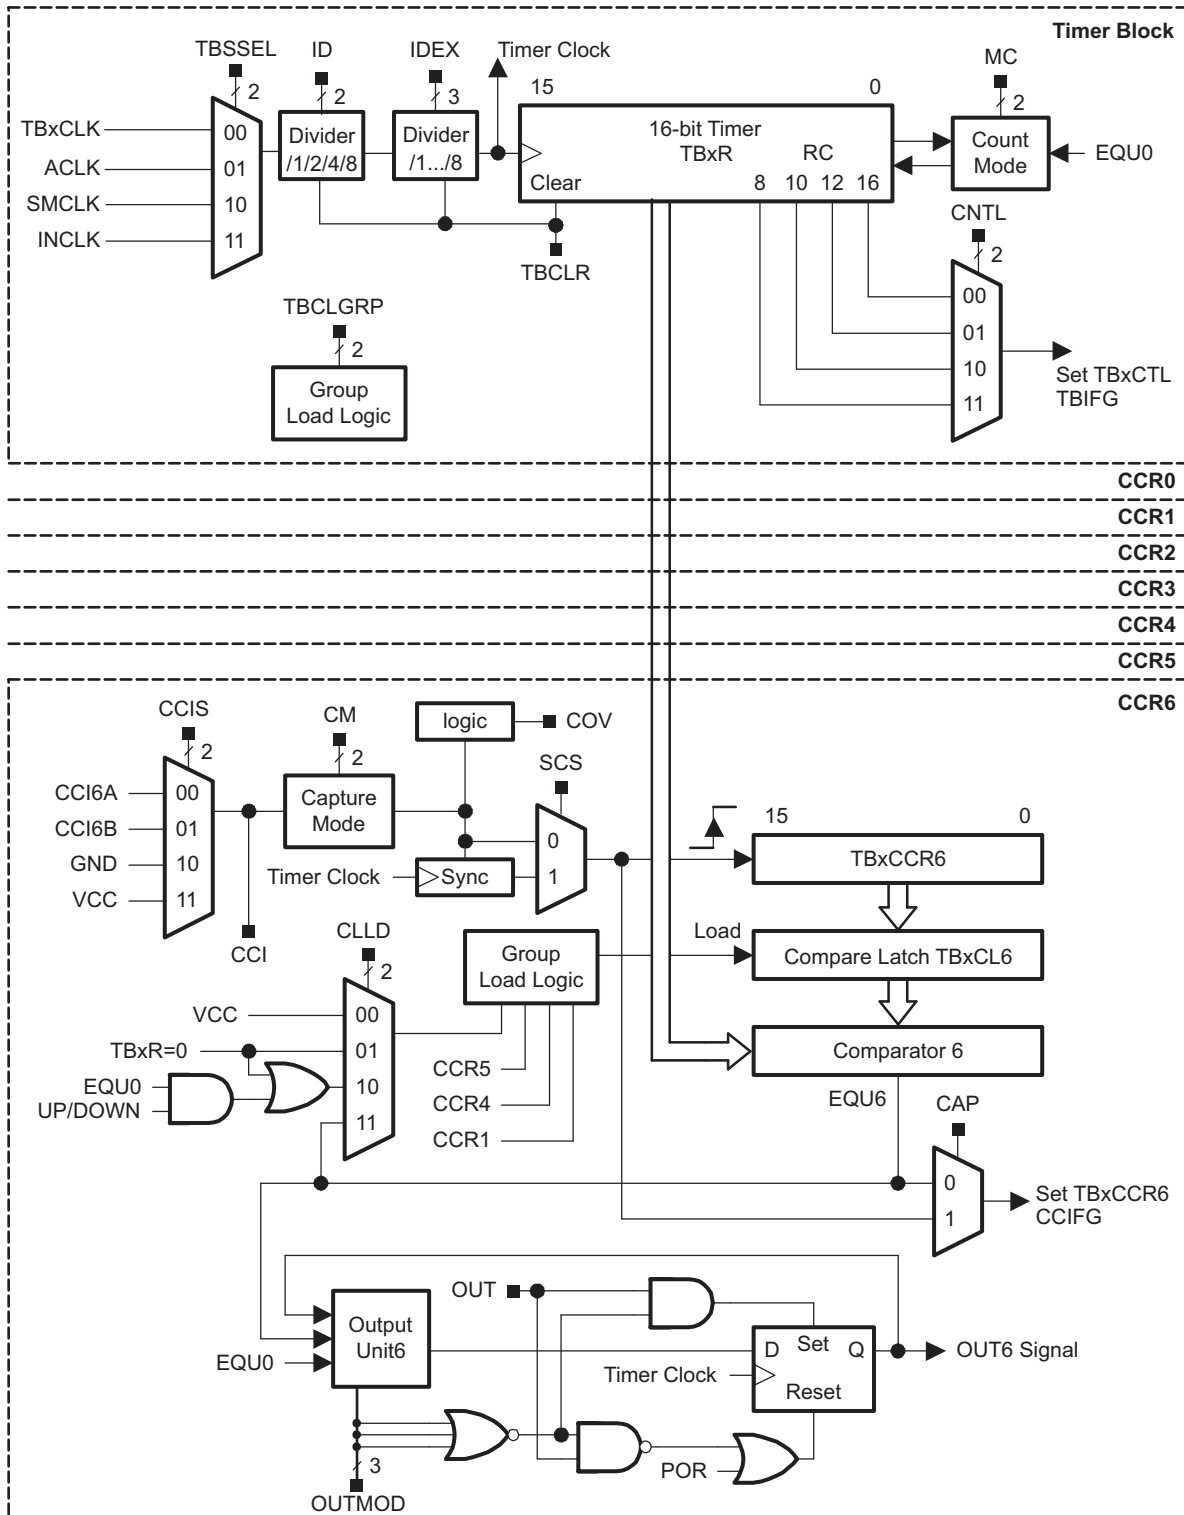 Timer Block
TBSSEL
ID
IDEX
Timer Clock
MC
2
2
3
15
0
2
TBxCLK
ACLK
SMCLK
INCLK
00
01
10
11
Divider
/1/2/4/8
Divider
/1.../8
16-bit Timer
TBxR
RC
Clear
8 10 12 16
Count
Mode
EQU0
TBCLR
CNTL
2
00
01
10
11
Set TBxCTL
TBIFG
TBCLGRP
2
Group
Load Logic
CCR0
CCR1
CCR2
CCR3
CCR4
CCR5
CCR6
CCIS
2
CM
2
logic
COV
SCS
CCI6A
CCI6B
GND
VCC
00
01
10
11
Capture
Mode
0
1
Timer Clock
Sync
CCI
15
0
TBxCCR6
Load
Compare Latch TBxCL6
Comparator 6
EQU6
CLLD
2
Group
Load Logic
VCC
TBxR=0
EQU0
UP/DOWN
00
01
10
11
CCR5
CCR4
CCR1
CAP
0
1
Set TBxCCR6
CCIFG
OUT
Output
Unit6
EQU0
D
Set
Q
Timer Clock
Reset
OUT6 Signal
POR
3
OUTMOD